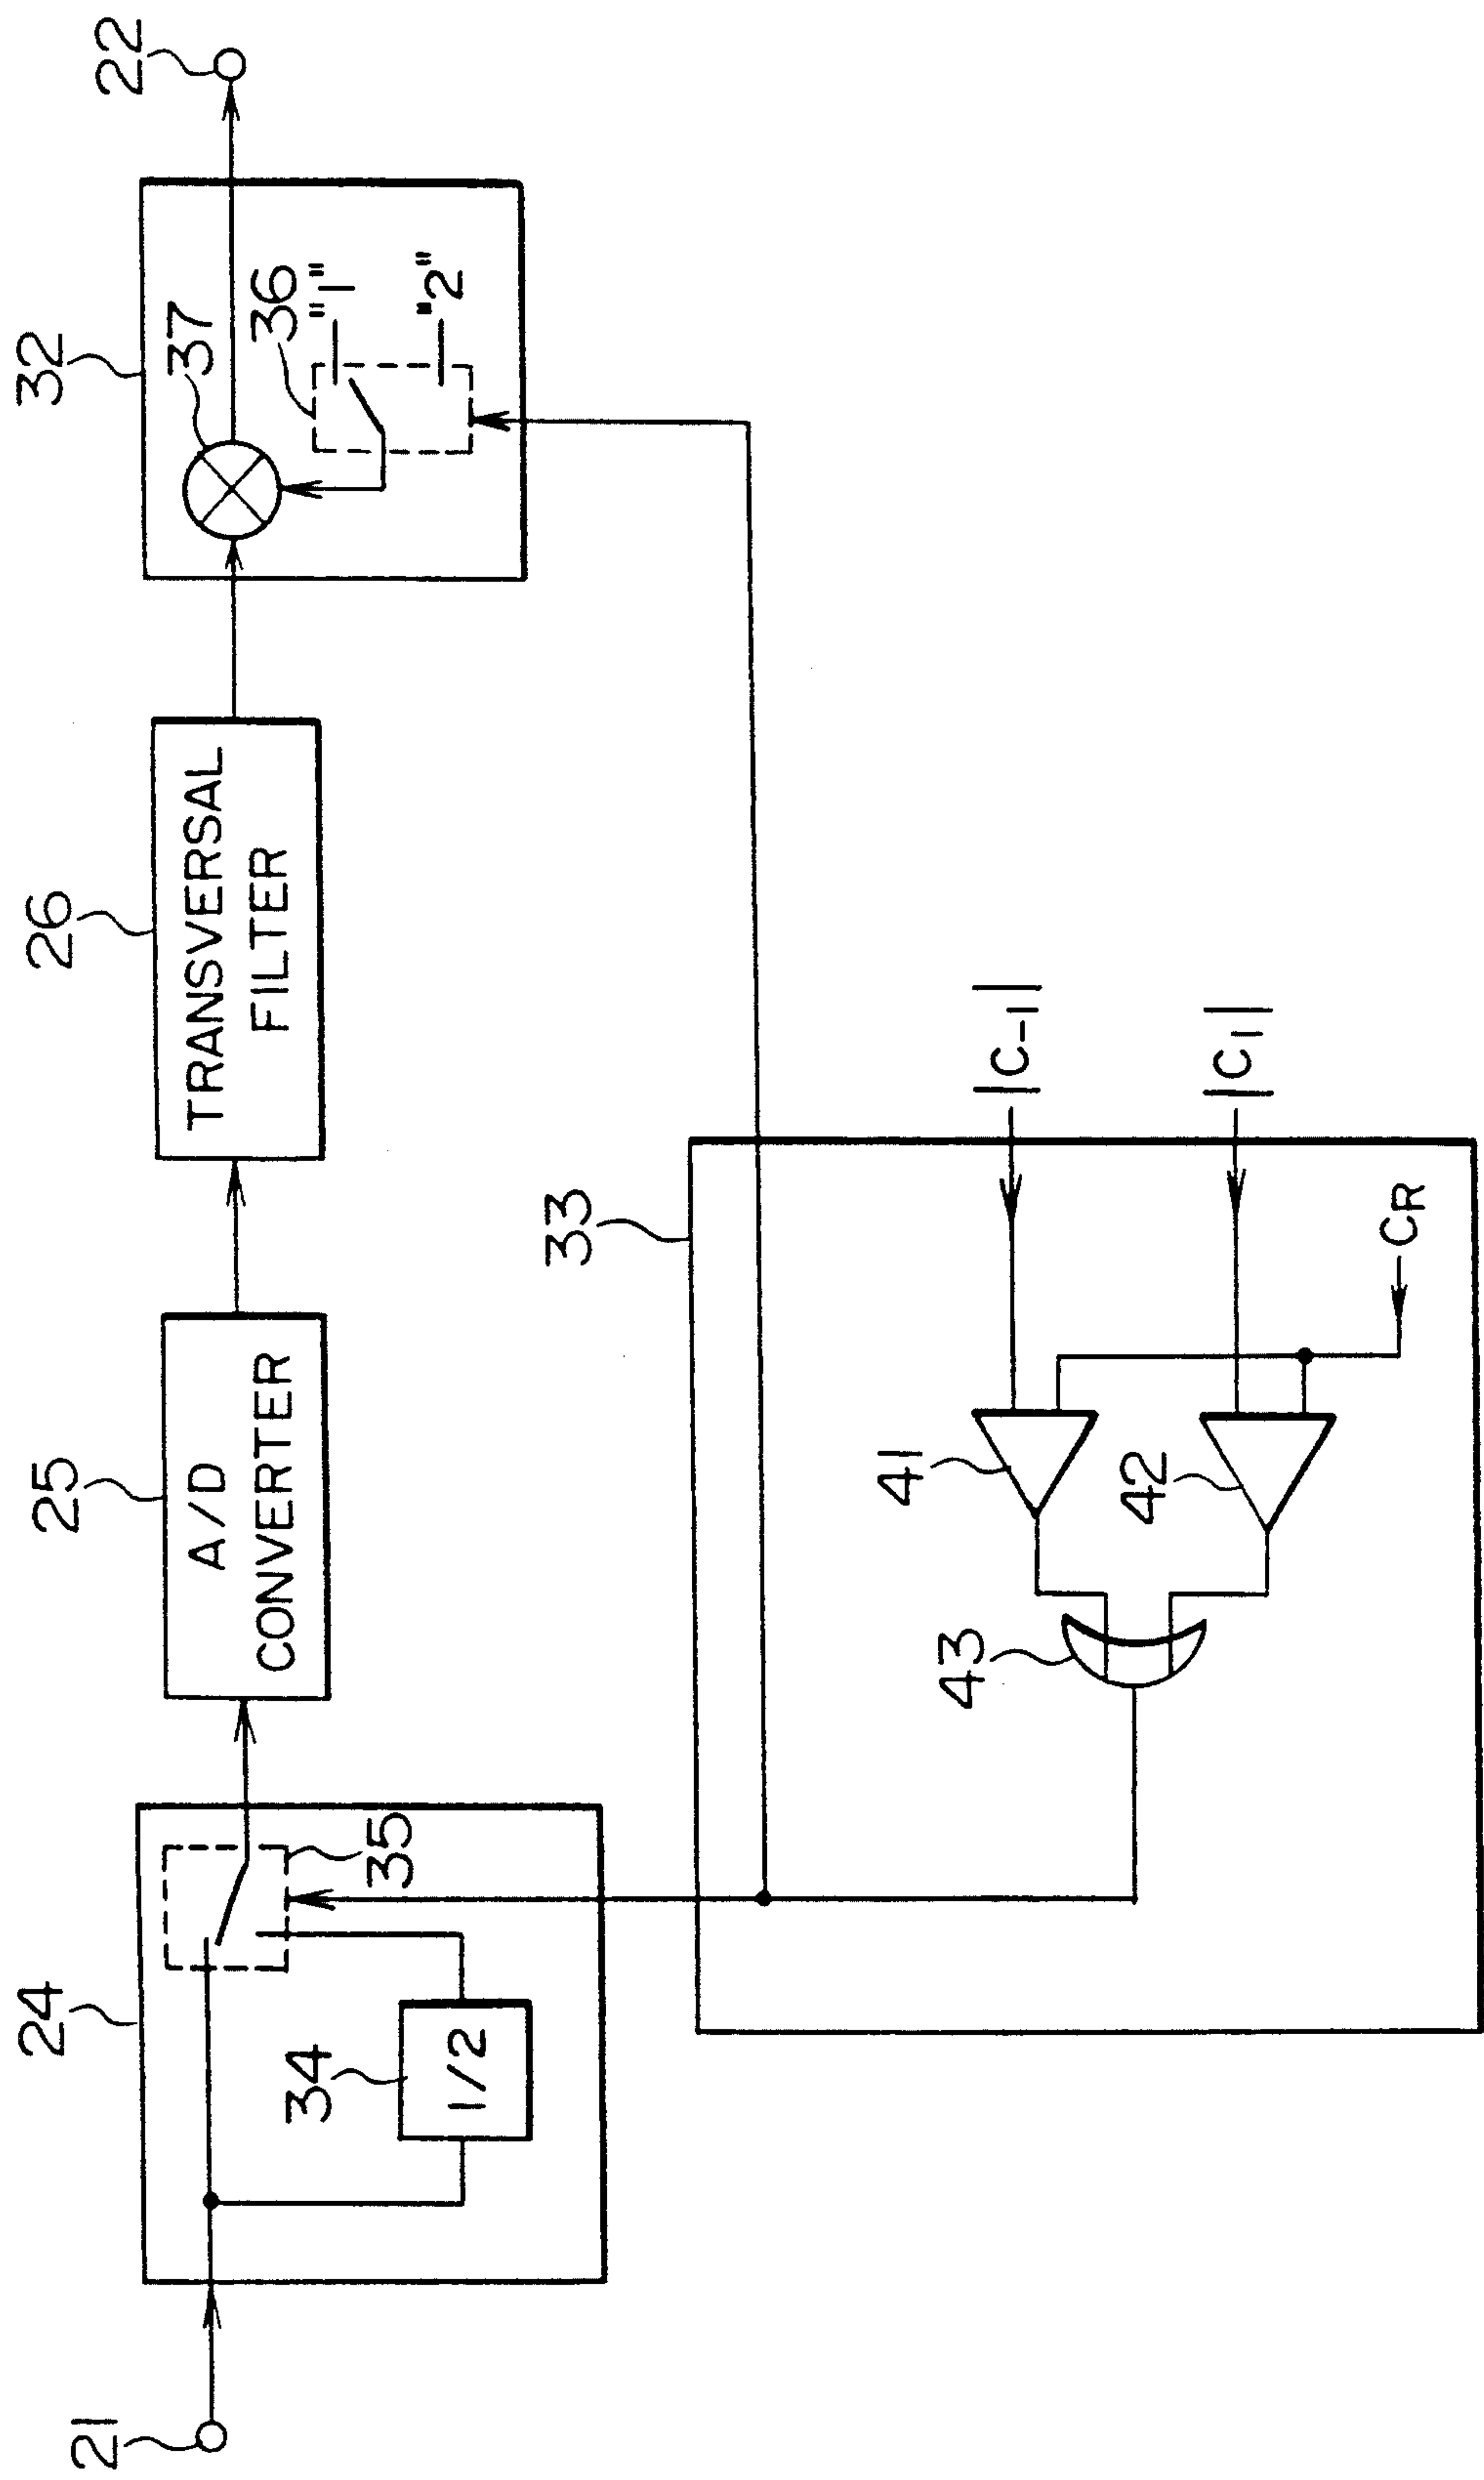 21
24
34
1/2
35
25
A/D
CONVERTER
26
TRANSVERSAL
FILTER
32
37
36
"1"
"2"
22
33
43
41
42
|C-1|
|C1|
CR